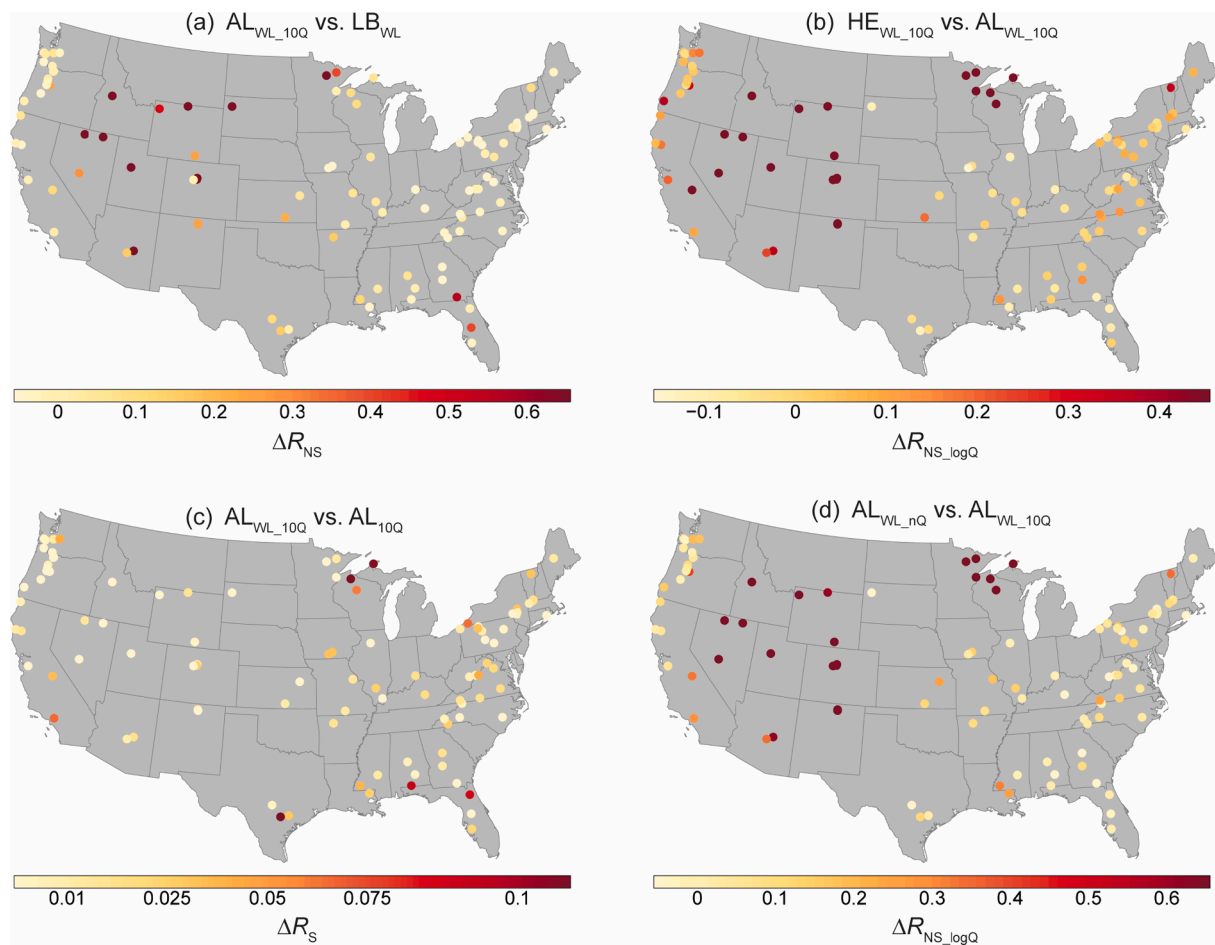 (a) AL_WL_10Q vs. LB_WL
(b) HE_WL_10Q vs. AL_WL_10Q
0 0.1 0.2 0.3 0.4 0.5 0.6
ΔR_NS
−0.1 0 0.1 0.2 0.3 0.4
ΔR_NS_logQ
(c) AL_WL_10Q vs. AL_10Q
(d) AL_WL_nQ vs. AL_WL_10Q
0.01 0.025 0.05 0.075 0.1
ΔR_S
0 0.1 0.2 0.3 0.4 0.5 0.6
ΔR_NS_logQ